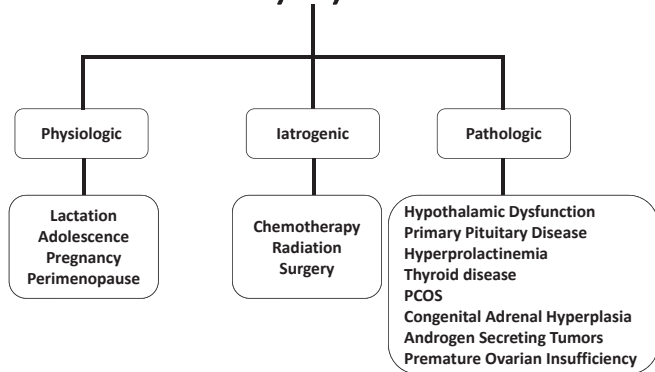 Physiologic
Iatrogenic
Pathologic
Lactation
Adolescence
Pregnancy
Perimenopause
Chemotherapy
Radiation
Surgery
Hypothalamic Dysfunction
Primary Pituitary Disease
Hyperprolactinemia
Thyroid disease
PCOS
Congenital Adrenal Hyperplasia
Androgen Secreting Tumors
Premature Ovarian Insufficiency